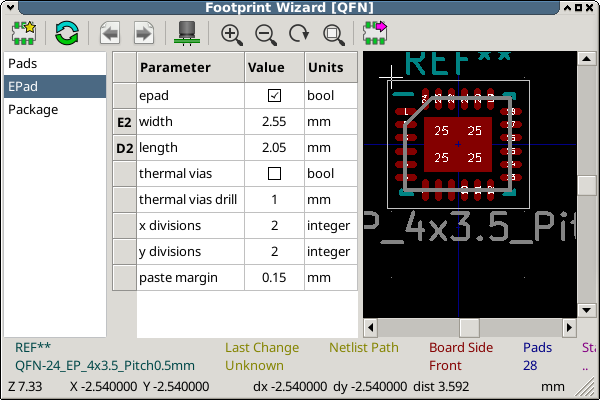 Footprint Wizard [QFN]
Pads
EPad
Package
Parameter Value Units
epad bool
E2 width 2.55 mm
D2 length 2.05 mm
thermal vias bool
thermal vias drill 1 mm
x divisions 2 integer
y divisions 2 integer
paste margin 0.15 mm
REF**
25 25
25 25
EP_4x3.5_Pit
REF** Last Change Netlist Path Board Side Pads Sta
QFN-24_EP_4x3.5_Pitch0.5mm Unknown Front 28 ..
Z 7.33 X -2.540000 Y -2.540000 dx -2.540000 dy -2.540000 dist 3.592 mm